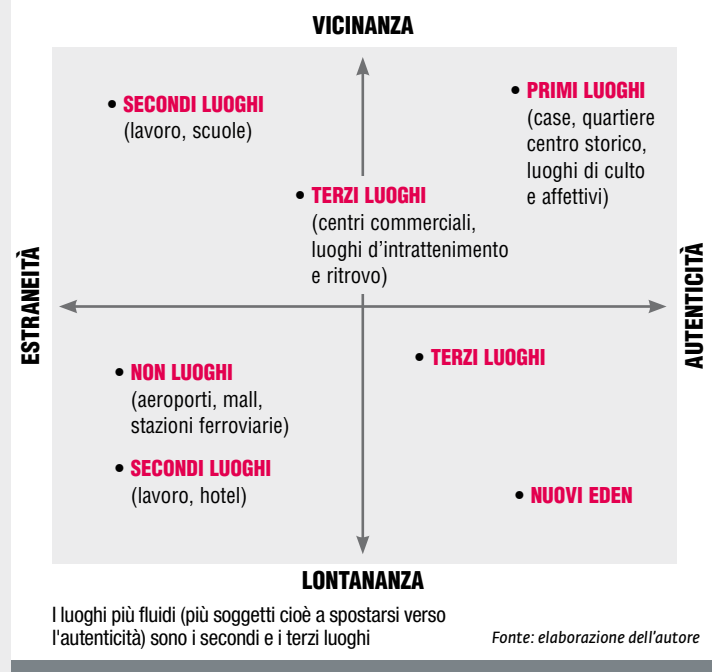 VICINANZA
• SECONDI LUOGHI
(lavoro, scuole)
• PRIMI LUOGHI
(case, quartiere
centro storico,
luoghi di culto
e affettivi)
• TERZI LUOGHI
(centri commerciali,
luoghi d'intrattenimento
e ritrovo)
ESTRANEITÀ
AUTENTICITÀ
• NON LUOGHI
(aeroporti, mall,
stazioni ferroviarie)
• SECONDI LUOGHI
(lavoro, hotel)
• TERZI LUOGHI
• NUOVI EDEN
LONTANANZA
I luoghi più fluidi (più soggetti cioè a spostarsi verso
l'autenticità) sono i secondi e i terzi luoghi
Fonte: elaborazione dell'autore